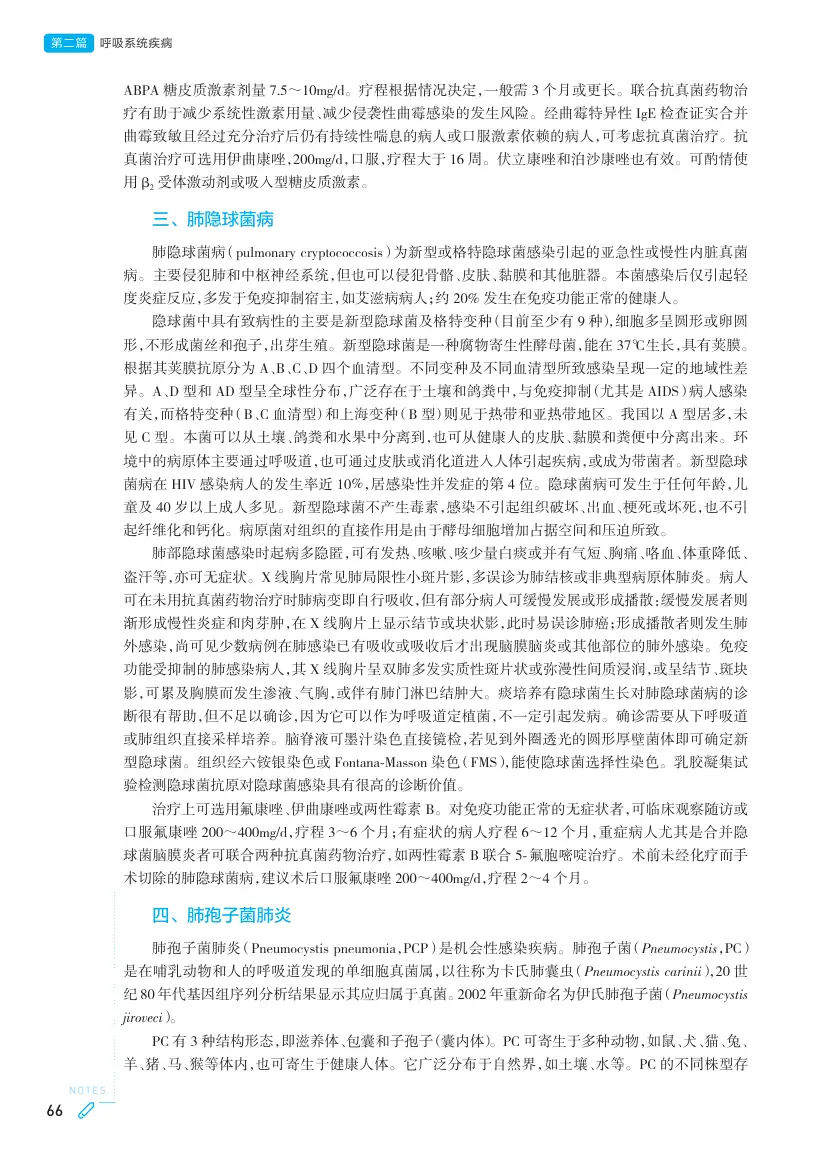 第二篇 呼吸系统疾病
ABPA 糖皮质激素剂量 7.5～10mg/d。疗程根据情况决定，一般需 3 个月或更长。联合抗真菌药物治
疗有助于减少系统性激素用量、减少侵袭性曲霉感染的发生风险。经曲霉特异性 IgE 检查证实合并
曲霉致敏且经过充分治疗后仍有持续性喘息的病人或口服激素依赖的病人，可考虑抗真菌治疗。抗
真菌治疗可选用伊曲康唑，200mg/d，口服，疗程大于 16 周。伏立康唑和泊沙康唑也有效。可酌情使
用 β₂ 受体激动剂或吸入型糖皮质激素。
三、肺隐球菌病
肺隐球菌病（pulmonary cryptococcosis）为新型或格特隐球菌感染引起的亚急性或慢性内脏真菌
病。主要侵犯肺和中枢神经系统，但也可以侵犯骨骼、皮肤、黏膜和其他脏器。本菌感染后仅引起轻
度炎症反应，多发于免疫抑制宿主，如艾滋病病人；约 20% 发生在免疫功能正常的健康人。
隐球菌中具有致病性的主要是新型隐球菌及格特变种（目前至少有 9 种），细胞多呈圆形或卵圆
形，不形成菌丝和孢子，出芽生殖。新型隐球菌是一种腐物寄生性酵母菌，能在 37℃生长，具有荚膜。
根据其荚膜抗原分为 A、B、C、D 四个血清型。不同变种及不同血清型所致感染呈现一定的地域性差
异。A、D 型和 AD 型呈全球性分布，广泛存在于土壤和鸽粪中，与免疫抑制（尤其是 AIDS）病人感染
有关，而格特变种（B、C 血清型）和上海变种（B 型）则见于热带和亚热带地区。我国以 A 型居多，未
见 C 型。本菌可以从土壤、鸽粪和水果中分离到，也可从健康人的皮肤、黏膜和粪便中分离出来。环
境中的病原体主要通过呼吸道，也可通过皮肤或消化道进入人体引起疾病，或成为带菌者。新型隐球
菌病在 HIV 感染病人的发生率近 10%，居感染性并发症的第 4 位。隐球菌病可发生于任何年龄，儿
童及 40 岁以上成人多见。新型隐球菌不产生毒素，感染不引起组织破坏、出血、梗死或坏死，也不引
起纤维化和钙化。病原菌对组织的直接作用是由于酵母细胞增加占据空间和压迫所致。
肺部隐球菌感染时起病多隐匿，可有发热、咳嗽、咳少量白痰或并有气短、胸痛、咯血、体重降低、
盗汗等，亦可无症状。X 线胸片常见肺局限性小斑片影，多误诊为肺结核或非典型病原体肺炎。病人
可在未用抗真菌药物治疗时肺病变即自行吸收，但有部分病人可缓慢发展或形成播散：缓慢发展者则
渐形成慢性炎症和肉芽肿，在 X 线胸片上显示结节或块状影，此时易误诊肺癌；形成播散者则发生肺
外感染，尚可见少数病例在肺感染已有吸收或吸收后才出现脑膜脑炎或其他部位的肺外感染。免疫
功能受抑制的肺感染病人，其 X 线胸片呈双肺多发实质性斑片状或弥漫性间质浸润，或呈结节、斑块
影，可累及胸膜而发生渗液、气胸，或伴有肺门淋巴结肿大。痰培养有隐球菌生长对肺隐球菌病的诊
断很有帮助，但不足以确诊，因为它可以作为呼吸道定植菌，不一定引起发病。确诊需要从下呼吸道
或肺组织直接采样培养。脑脊液可墨汁染色直接镜检，若见到外圈透光的圆形厚壁菌体即可确定新
型隐球菌。组织经六铵银染色或 Fontana-Masson 染色（FMS），能使隐球菌选择性染色。乳胶凝集试
验检测隐球菌抗原对隐球菌感染具有很高的诊断价值。
治疗上可选用氟康唑、伊曲康唑或两性霉素 B。对免疫功能正常的无症状者，可临床观察随访或
口服氟康唑 200～400mg/d，疗程 3～6 个月；有症状的病人疗程 6～12 个月，重症病人尤其是合并隐
球菌脑膜炎者可联合两种抗真菌药物治疗，如两性霉素 B 联合 5- 氟胞嘧啶治疗。术前未经化疗而手
术切除的肺隐球菌病，建议术后口服氟康唑 200～400mg/d，疗程 2～4 个月。
四、肺孢子菌肺炎
肺孢子菌肺炎（Pneumocystis pneumonia，PCP）是机会性感染疾病。肺孢子菌（Pneumocystis，PC）
是在哺乳动物和人的呼吸道发现的单细胞真菌属，以往称为卡氏肺囊虫（Pneumocystis carinii），20 世
纪 80 年代基因组序列分析结果显示其应归属于真菌。2002 年重新命名为伊氏肺孢子菌（Pneumocystis
jiroveci）。
PC 有 3 种结构形态，即滋养体、包囊和子孢子（囊内体）。PC 可寄生于多种动物，如鼠、犬、猫、兔、
羊、猪、马、猴等体内，也可寄生于健康人体。它广泛分布于自然界，如土壤、水等。PC 的不同株型存
NOTES
66